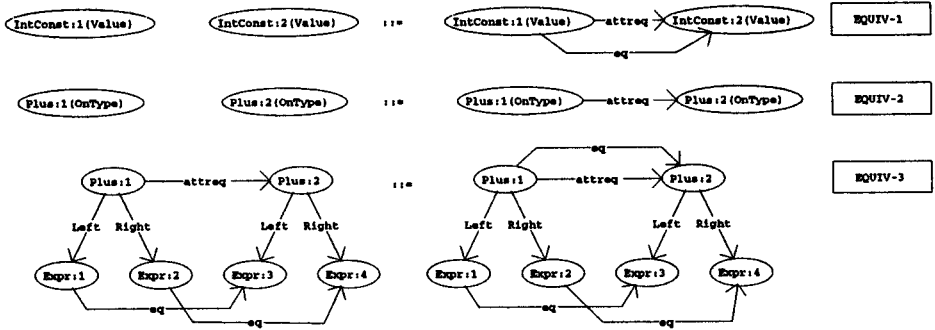 IntConst:1(Value) IntConst:2(Value) ::= IntConst:1(Value) attreq IntConst:2(Value) EQUIV-1
eq
Plus:1(OnType) Plus:2(OnType) ::= Plus:1(OnType) attreq Plus:2(OnType) EQUIV-2
eq
Plus:1 attreq Plus:2 ::= Plus:1 attreq Plus:2 EQUIV-3
Left Right Left Right Left Right Left Right
Expr:1 Expr:2 Expr:3 Expr:4 Expr:1 Expr:2 Expr:3 Expr:4
eq eq
eq eq